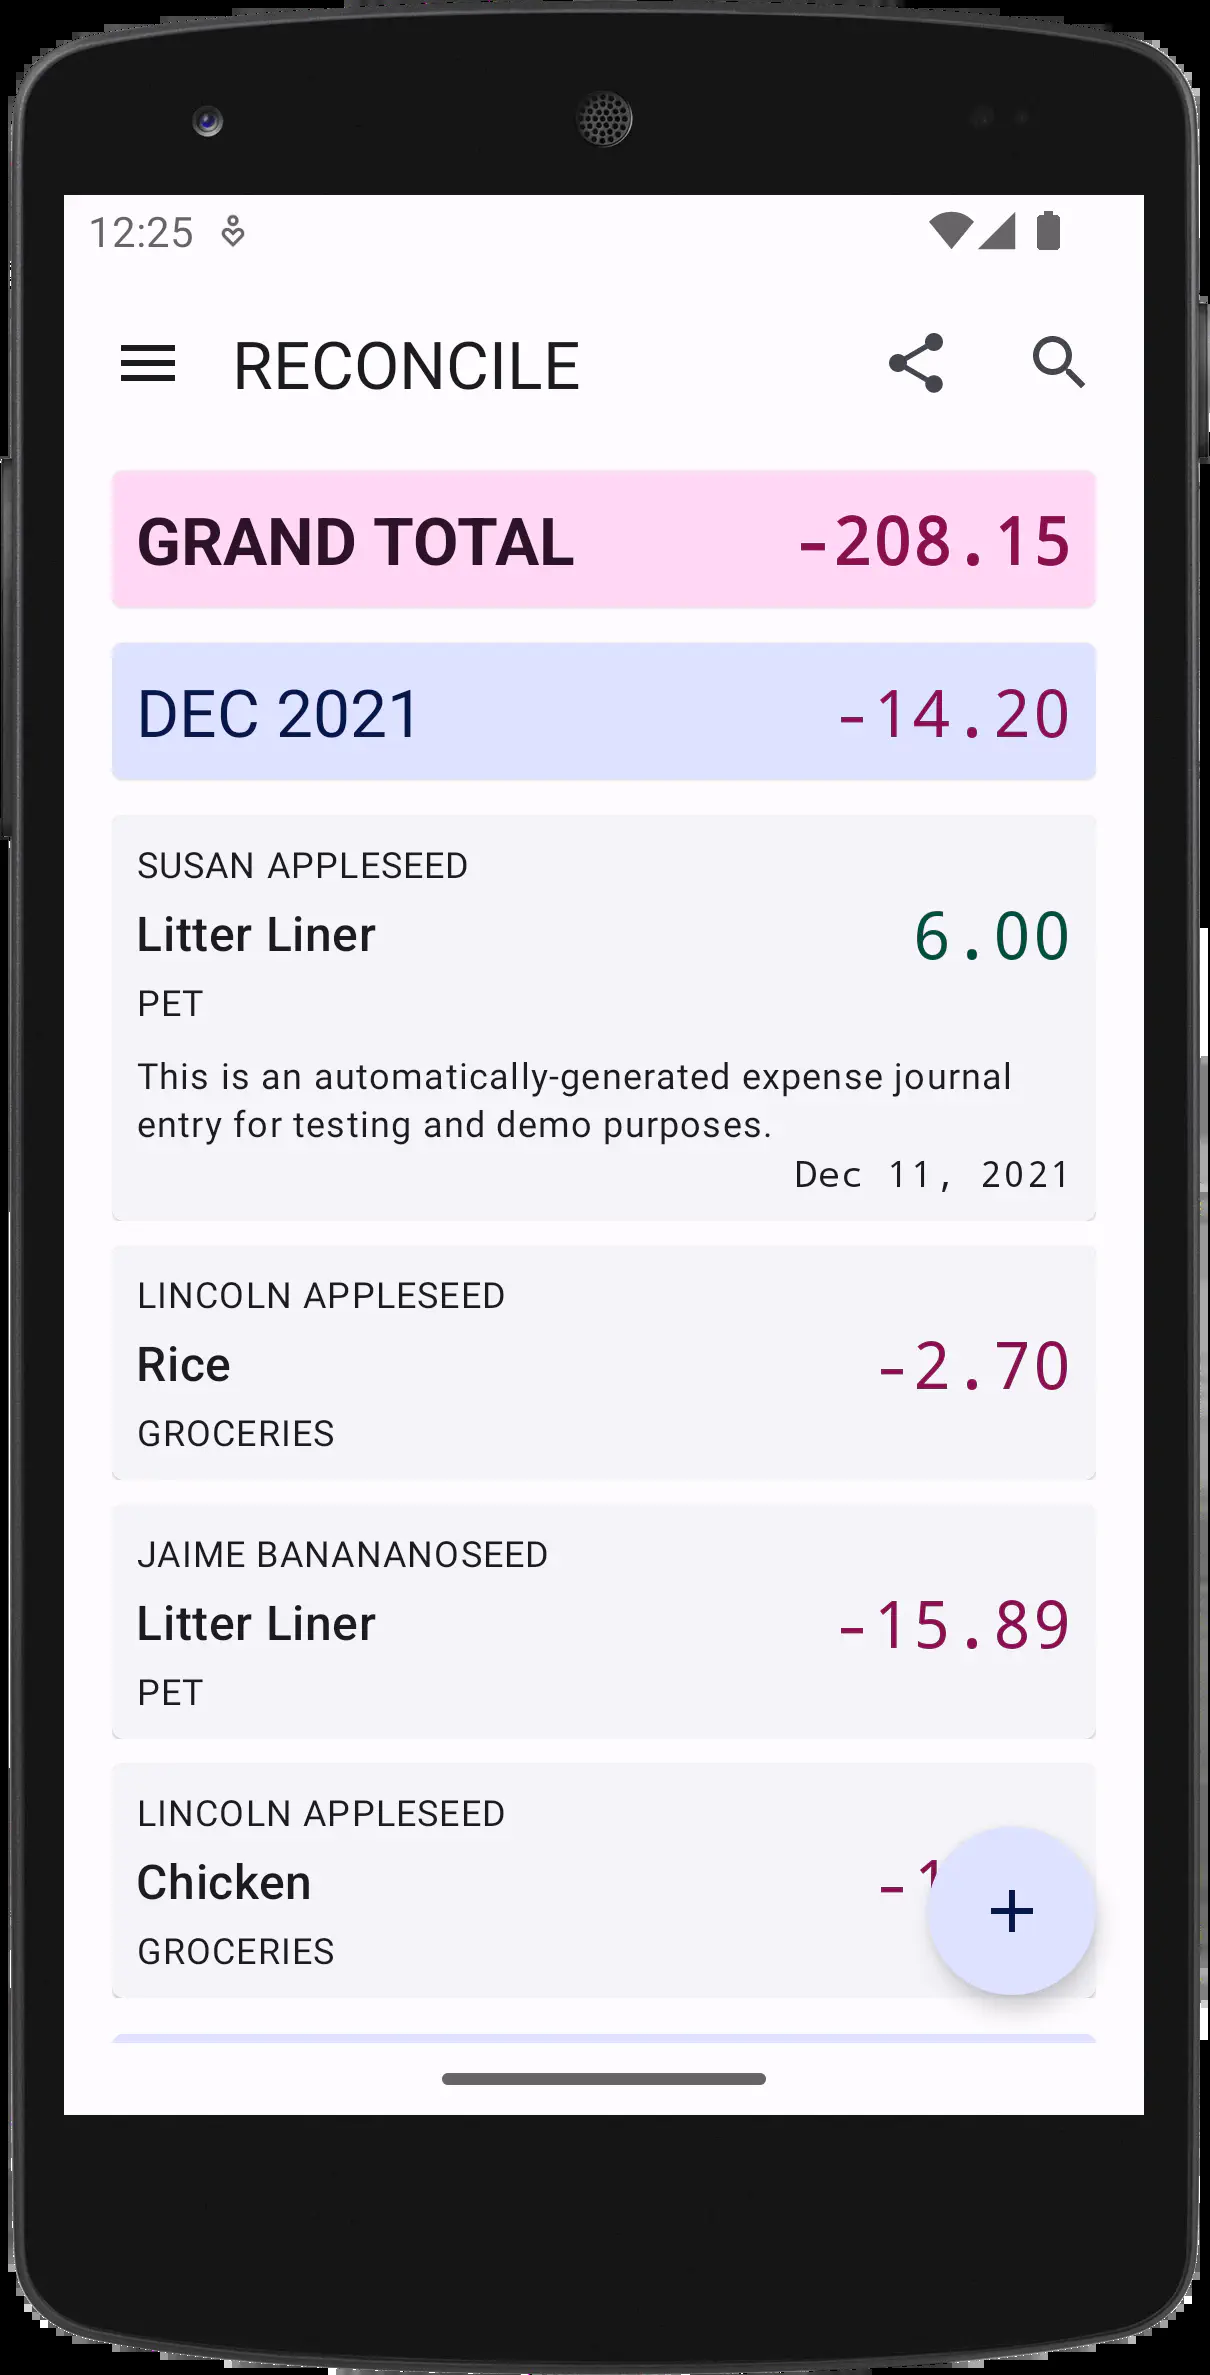 12:25
RECONCILE
GRAND TOTAL -208.15
DEC 2021 -14.20
SUSAN APPLESEED
Litter Liner 6.00
PET
This is an automatically-generated expense journal
entry for testing and demo purposes.
Dec 11, 2021
LINCOLN APPLESEED
Rice -2.70
GROCERIES
JAIME BANANANOSEED
Litter Liner -15.89
PET
LINCOLN APPLESEED
Chicken
GROCERIES